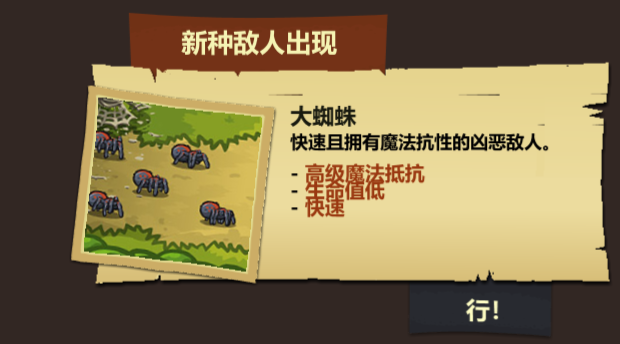 新种敌人出现
大蜘蛛
快速且拥有魔法抗性的凶恶敌人。
- 高级魔法抵抗
- 生命值低
- 快速
行!